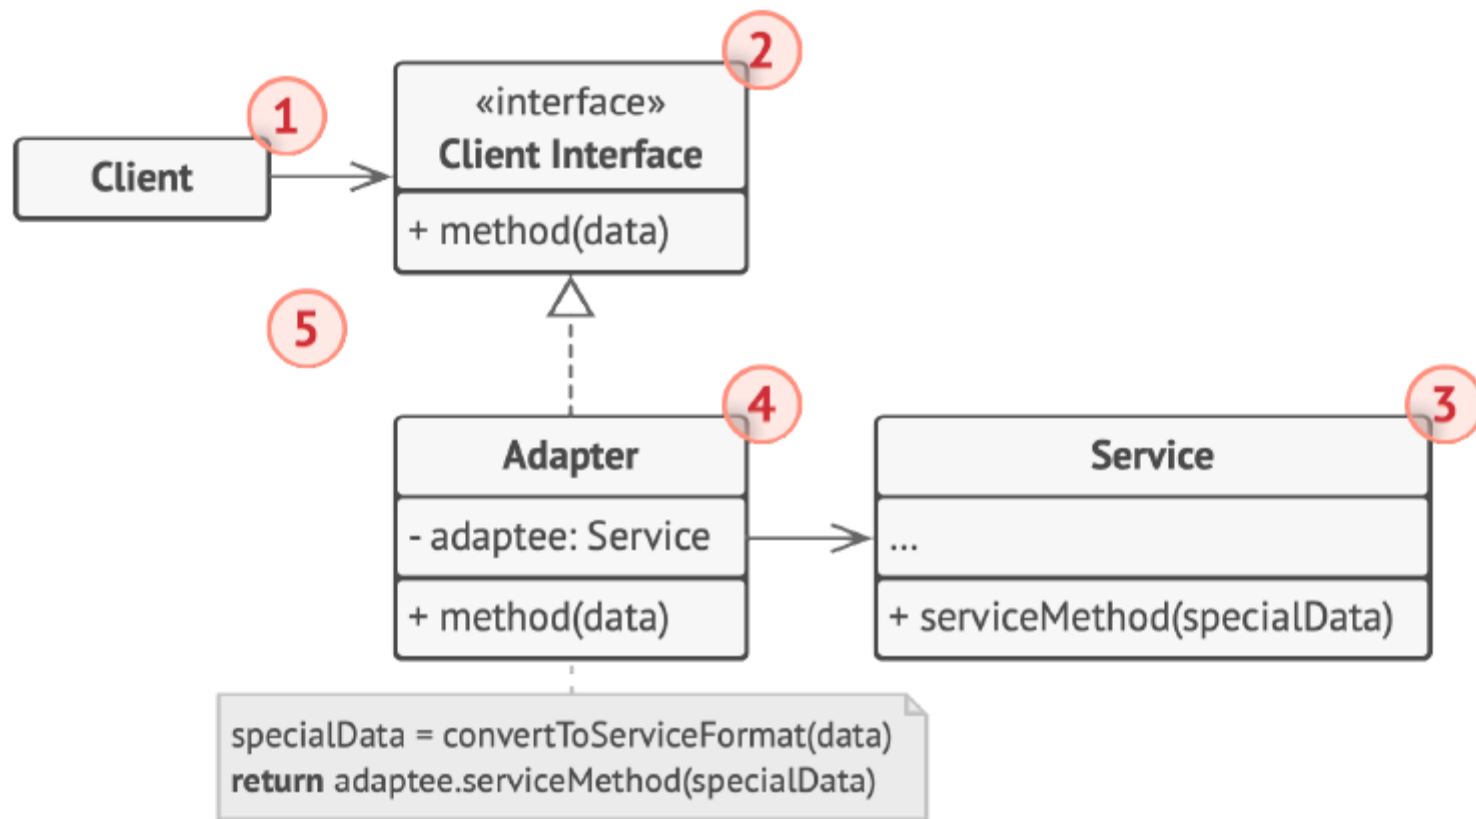 1
Client
2
«interface»
Client Interface
+ method(data)
5
4
Adapter
- adaptee: Service
+ method(data)
3
Service
...
+ serviceMethod(specialData)
specialData = convertToServiceFormat(data)
return adaptee.serviceMethod(specialData)